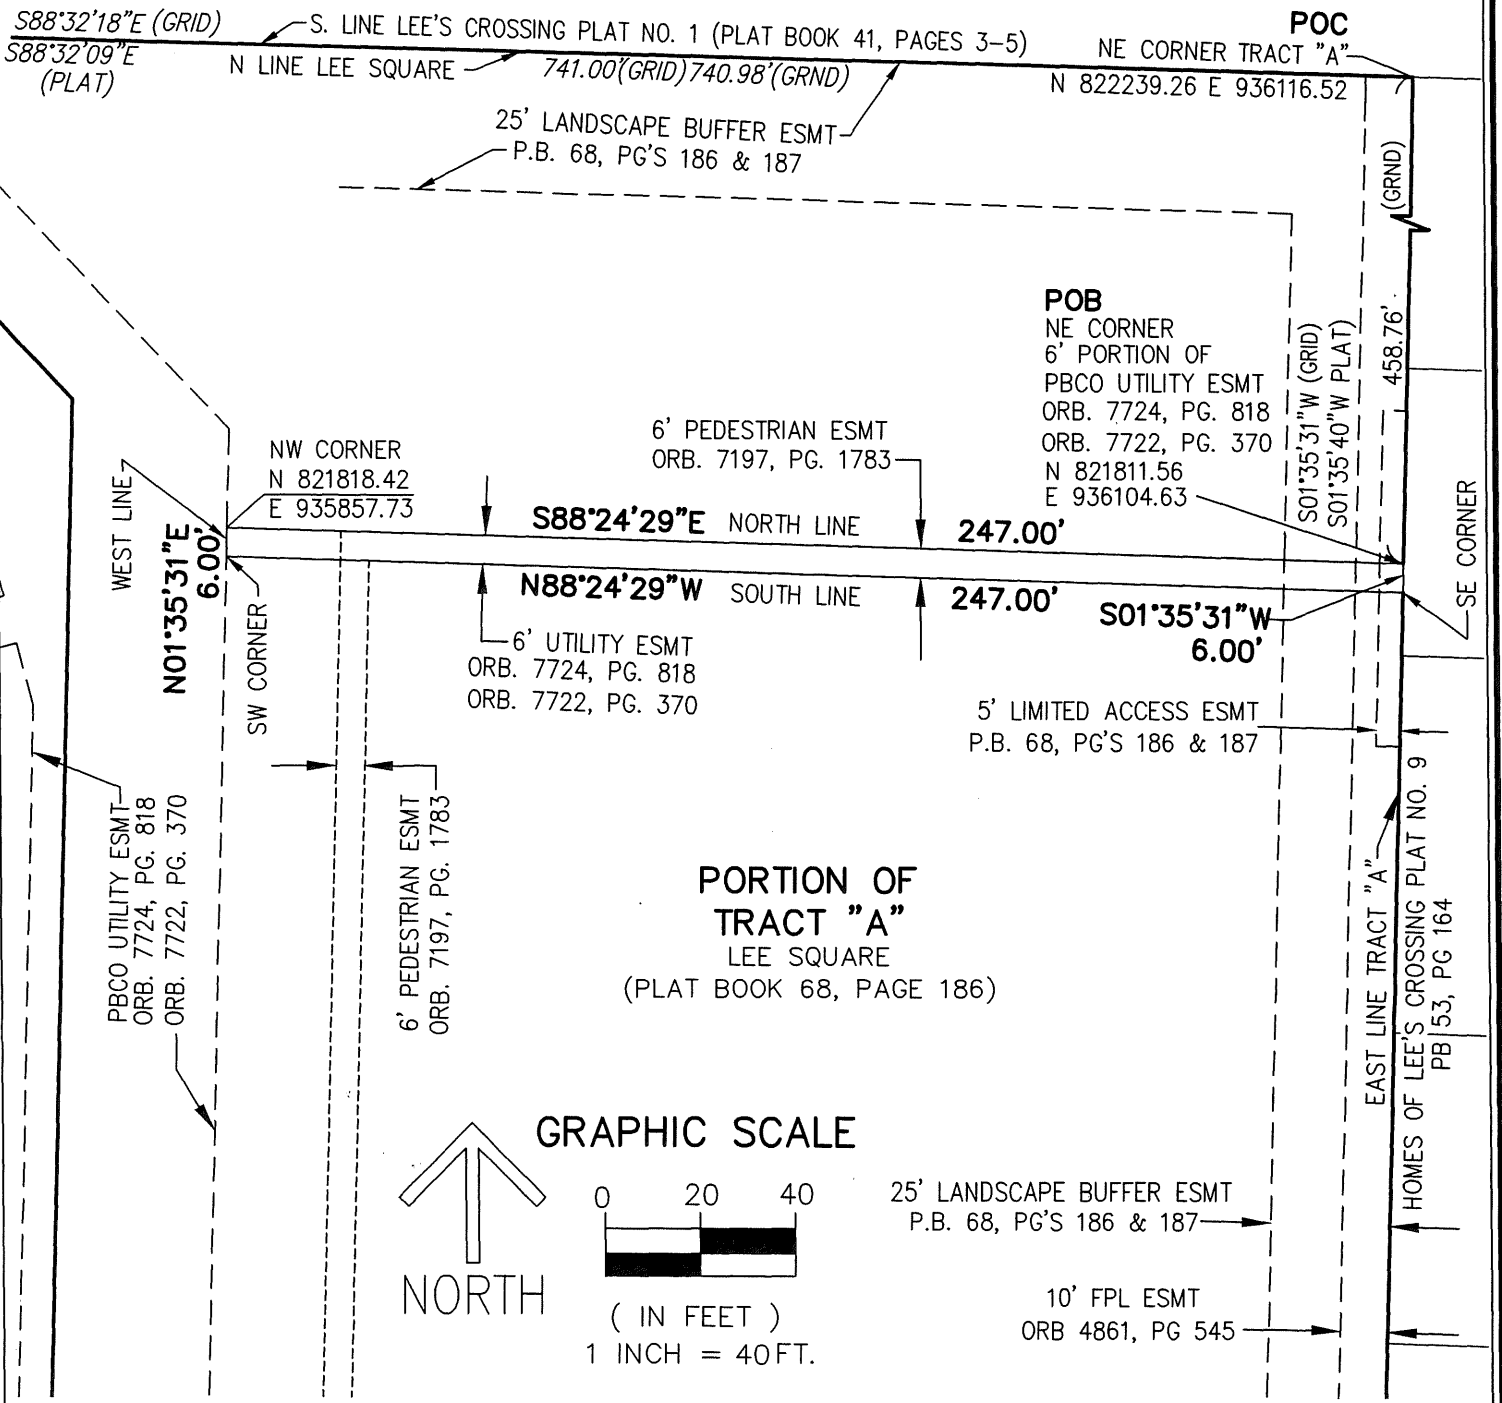 S88°32'18"E (GRID)
S88°32'09"E
(PLAT)
S. LINE LEE'S CROSSING PLAT NO. 1 (PLAT BOOK 41, PAGES 3-5)
N LINE LEE SQUARE
741.00'(GRID) 740.98'(GRND)
POC
NE CORNER TRACT "A"
N 822239.26 E 936116.52
25' LANDSCAPE BUFFER ESMT
P.B. 68, PG'S 186 & 187
(GRND)
458.76'
S01°35'31"W (GRID)
S01°35'40"W PLAT)
POB
NE CORNER
6' PORTION OF
PBCO UTILITY ESMT
ORB. 7724, PG. 818
ORB. 7722, PG. 370
N 821811.56
E 936104.63
6' PEDESTRIAN ESMT
ORB. 7197, PG. 1783
NW CORNER
N 821818.42
E 935857.73
WEST LINE
N01°35'31"E
6.00'
SW CORNER
S88°24'29"E NORTH LINE 247.00'
N88°24'29"W SOUTH LINE 247.00'
S01°35'31"W
6.00'
SE CORNER
6' UTILITY ESMT
ORB. 7724, PG. 818
ORB. 7722, PG. 370
5' LIMITED ACCESS ESMT
P.B. 68, PG'S 186 & 187
PBCO UTILITY ESMT
ORB. 7724, PG. 818
ORB. 7722, PG. 370
6' PEDESTRIAN ESMT
ORB. 7197, PG. 1783
PORTION OF
TRACT "A"
LEE SQUARE
(PLAT BOOK 68, PAGE 186)
EAST LINE TRACT "A"
HOMES OF LEE'S CROSSING PLAT NO. 9
PB 53, PG 164
GRAPHIC SCALE
0 20 40
( IN FEET )
1 INCH = 40 FT.
NORTH
25' LANDSCAPE BUFFER ESMT
P.B. 68, PG'S 186 & 187
10' FPL ESMT
ORB 4861, PG 545